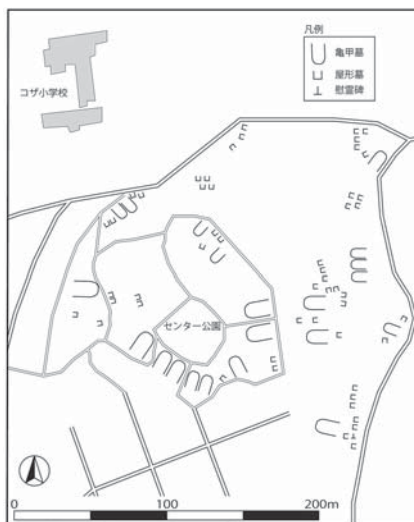 凡例
亀甲墓
屋形墓
慰霊碑
コザ小学校
センター公園
0
100
200m